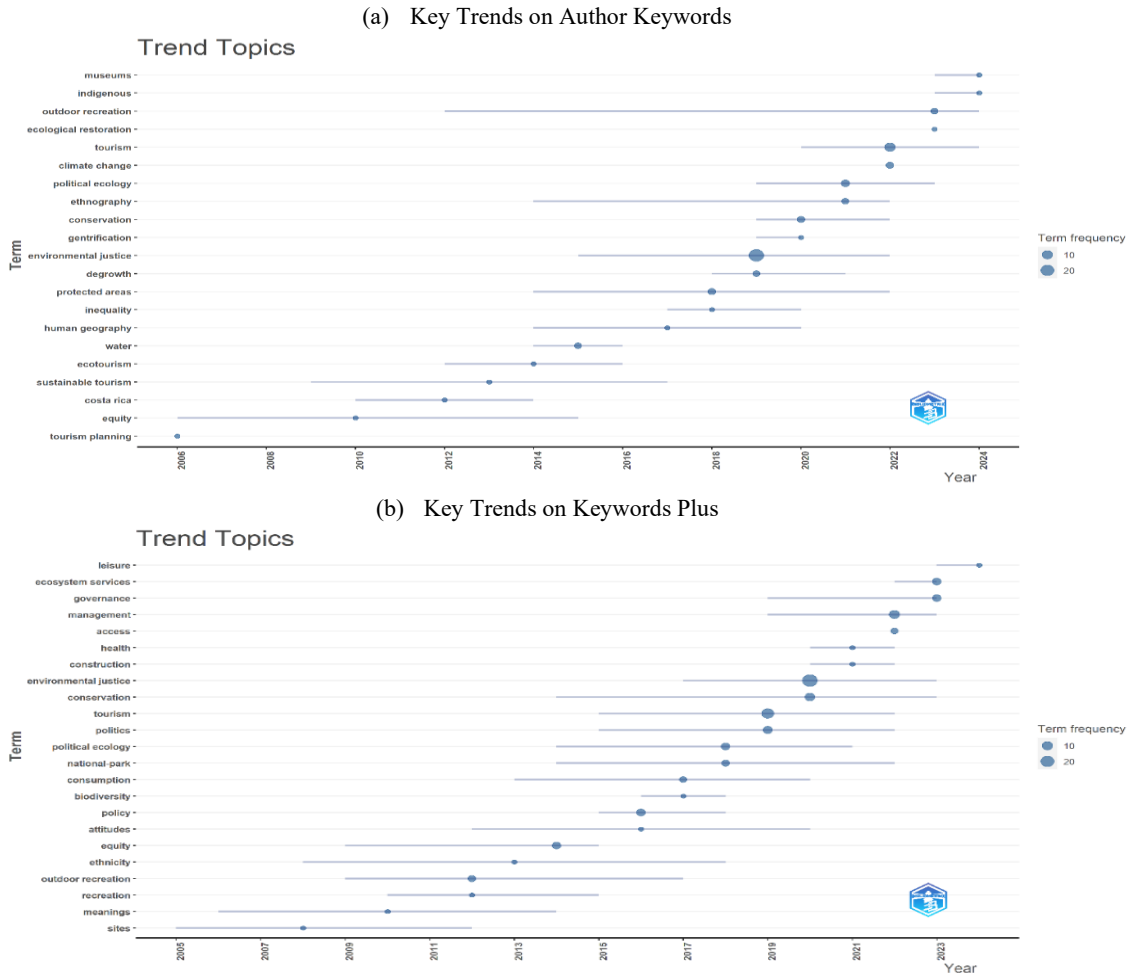 (a) Key Trends on Author Keywords
Trend Topics
museums
indigenous
outdoor recreation
ecological restoration
tourism
climate change
political ecology
ethnography
conservation
gentrification
environmental justice
degrowth
protected areas
inequality
human geography
water
ecotourism
sustainable tourism
costa rica
equity
tourism planning
Term
Term frequency
10
20
2006
2008
2010
2012
2014
2016
2018
2020
2022
2024
Year
(b) Key Trends on Keywords Plus
Trend Topics
leisure
ecosystem services
governance
management
access
health
construction
environmental justice
conservation
tourism
politics
political ecology
national-park
consumption
biodiversity
policy
attitudes
equity
ethnicity
outdoor recreation
recreation
meanings
sites
Term
Term frequency
10
20
2005
2007
2009
2011
2013
2015
2017
2019
2021
2023
Year